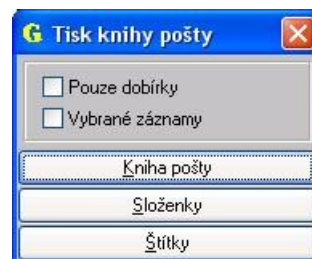 G Tisk knihy pošty
Pouze dobírky
Vybrané záznamy
Kniha pošty
Složenky
Štítky